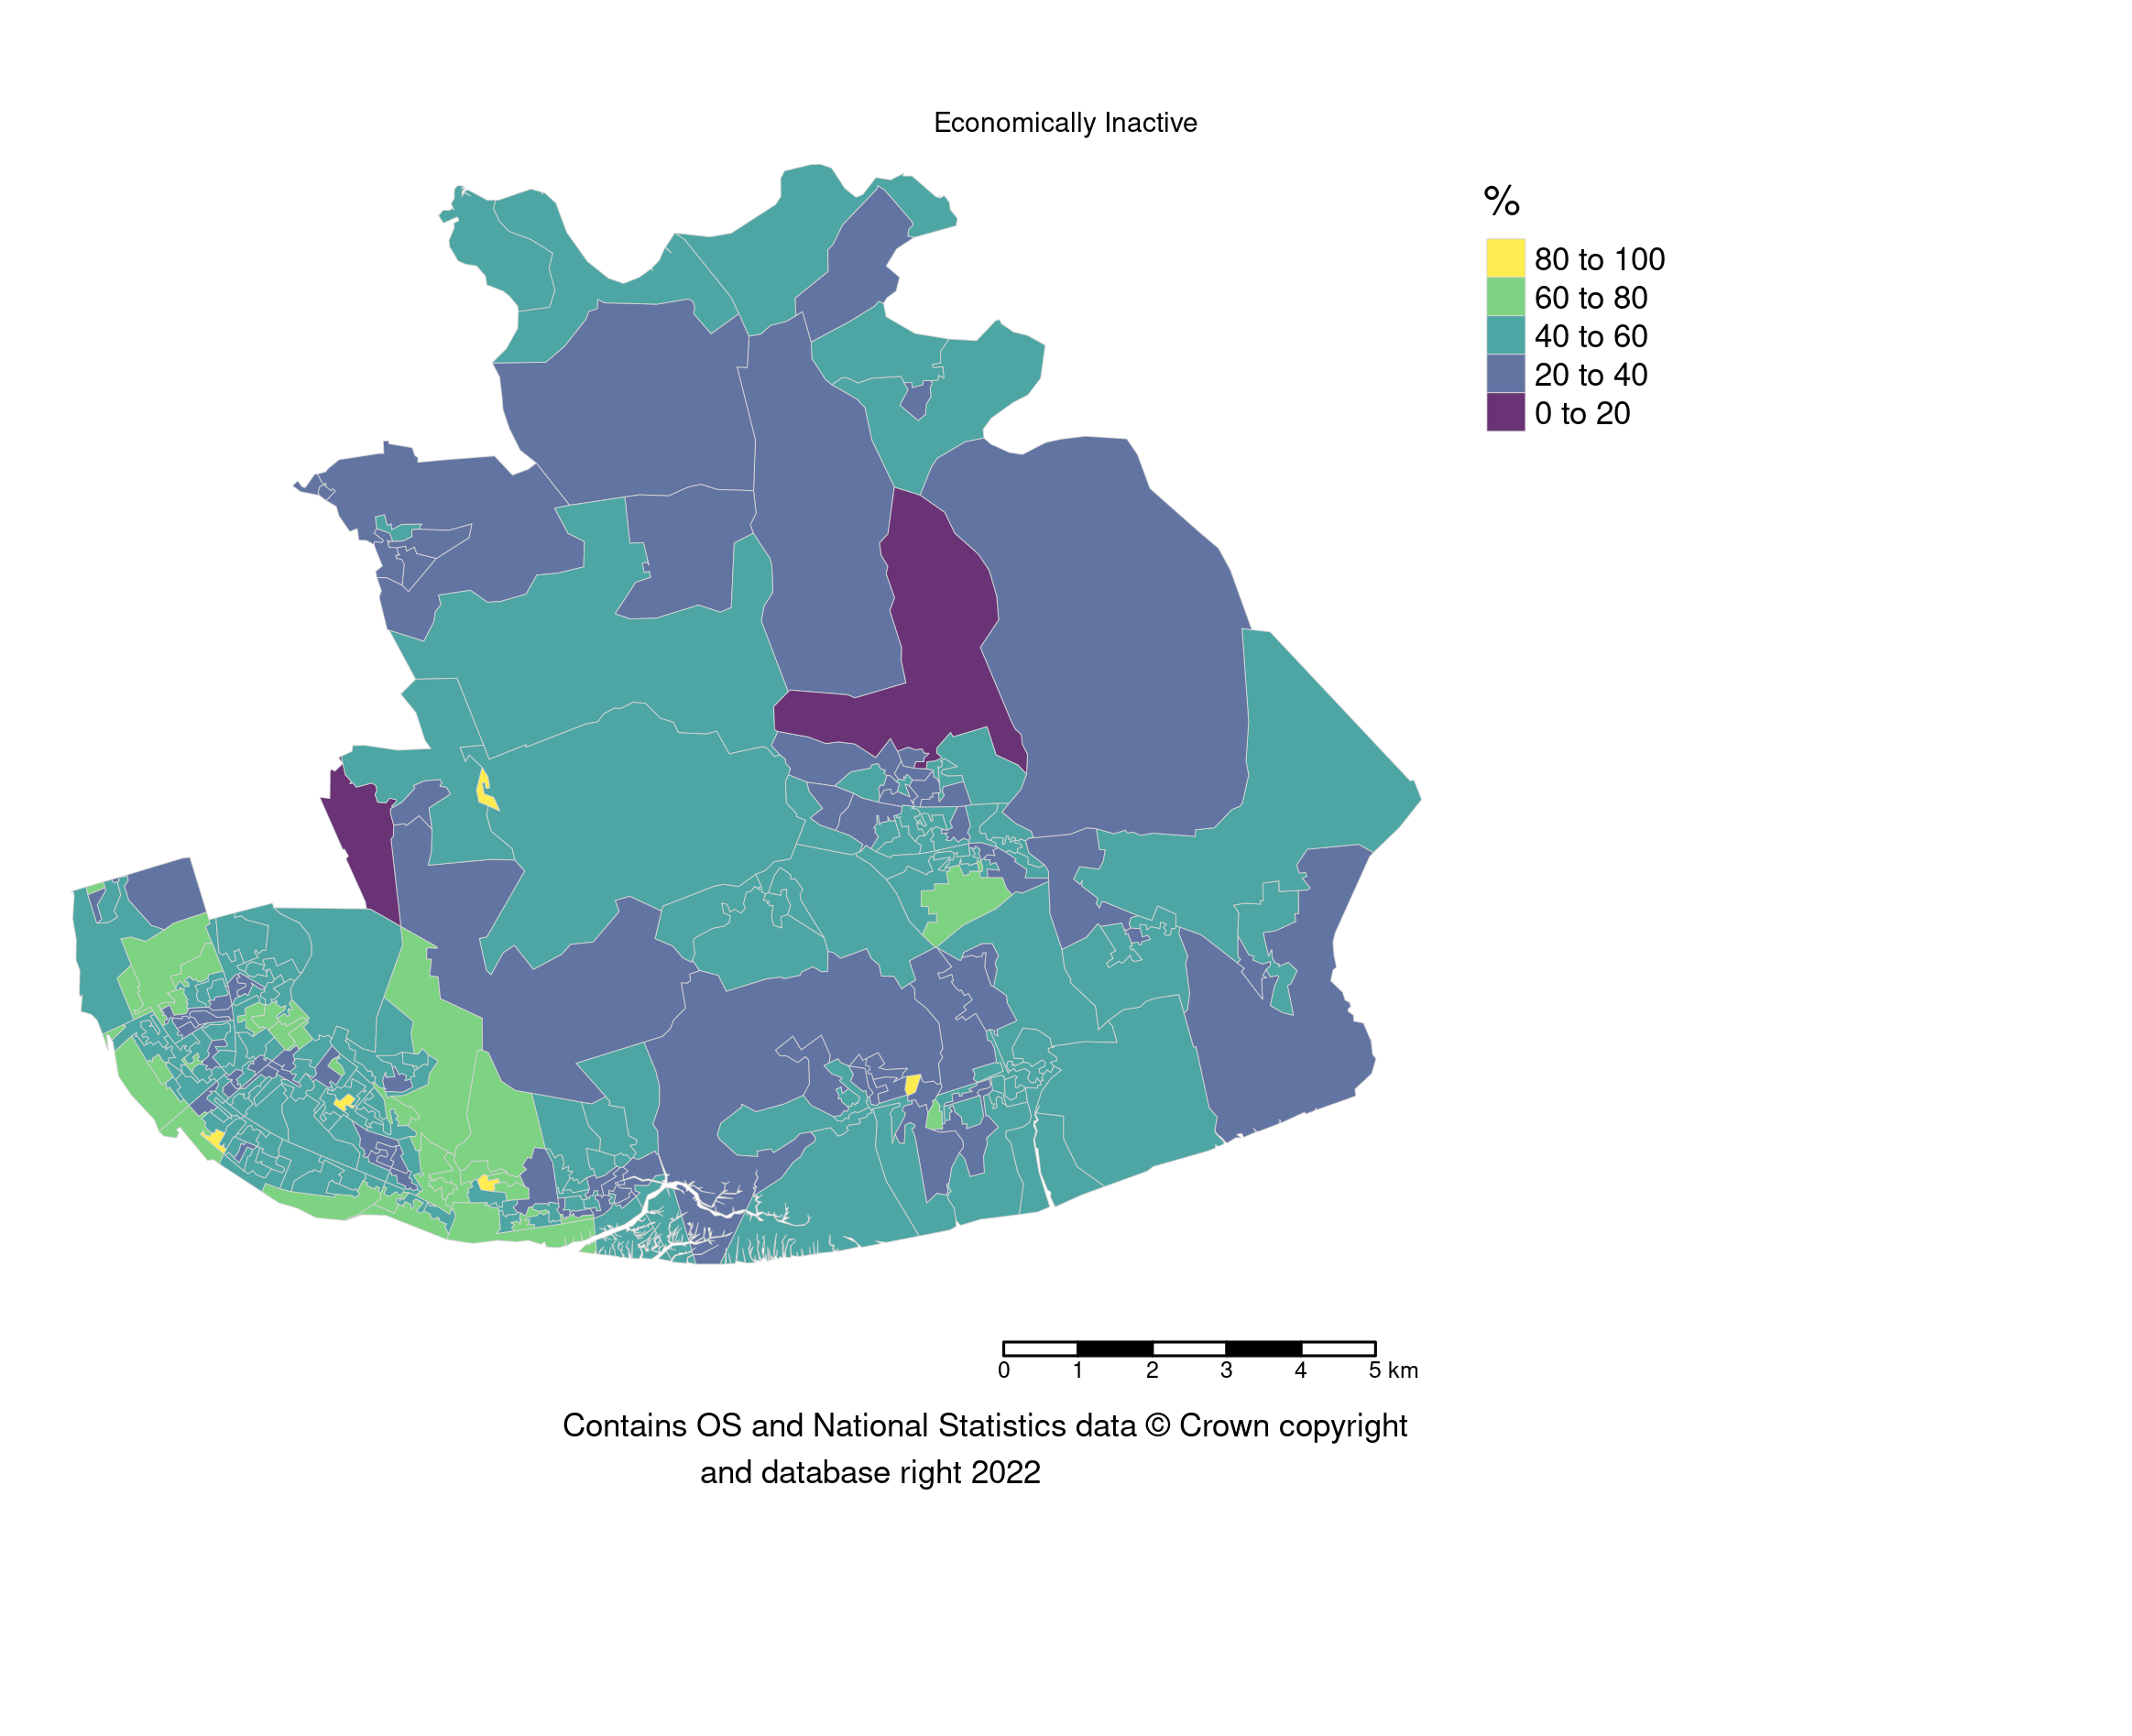 Economically Inactive
%
80 to 100
60 to 80
40 to 60
20 to 40
0 to 20
0 1 2 3 4 5 km
Contains OS and National Statistics data © Crown copyright
and database right 2022